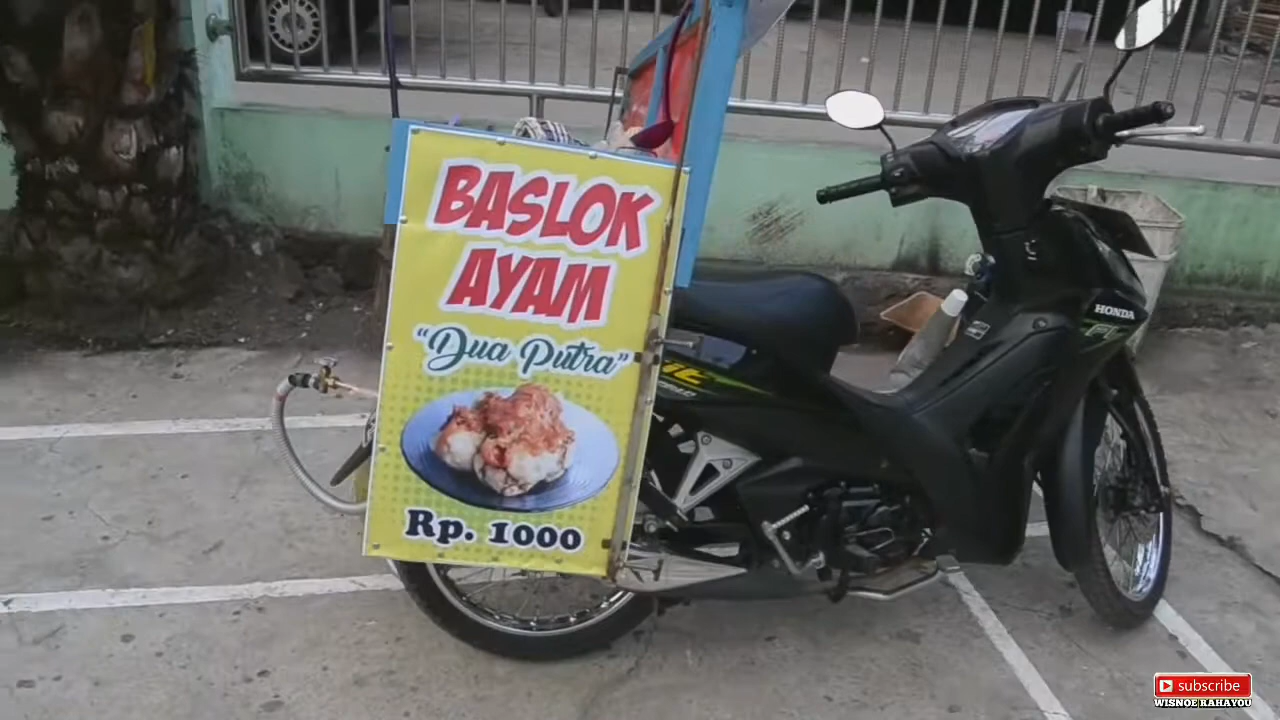 BASLOK
AYAM
"Dua Putra"
Rp. 1000
HONDA
subscribe
WISNOE RAHAYOU